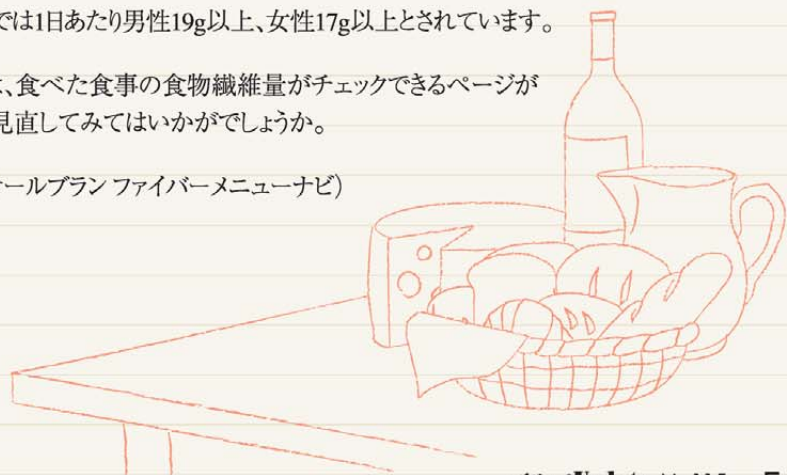 では1日あたり男性19g以上、女性17g以上とされています。
、食べた食事の食物繊維量がチェックできるページが
見直してみてはいかがでしょうか。
ールブラン ファイバーメニューナビ）